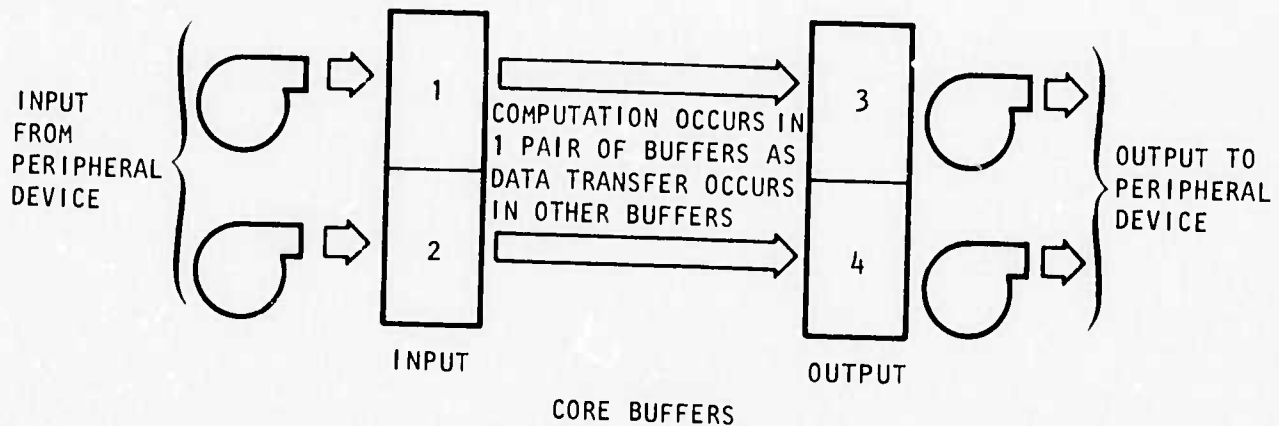 INPUT
FROM
PERIPHERAL
DEVICE
1
2
INPUT
COMPUTATION OCCURS IN
1 PAIR OF BUFFERS AS
DATA TRANSFER OCCURS
IN OTHER BUFFERS
3
4
OUTPUT
OUTPUT TO
PERIPHERAL
DEVICE
CORE BUFFERS